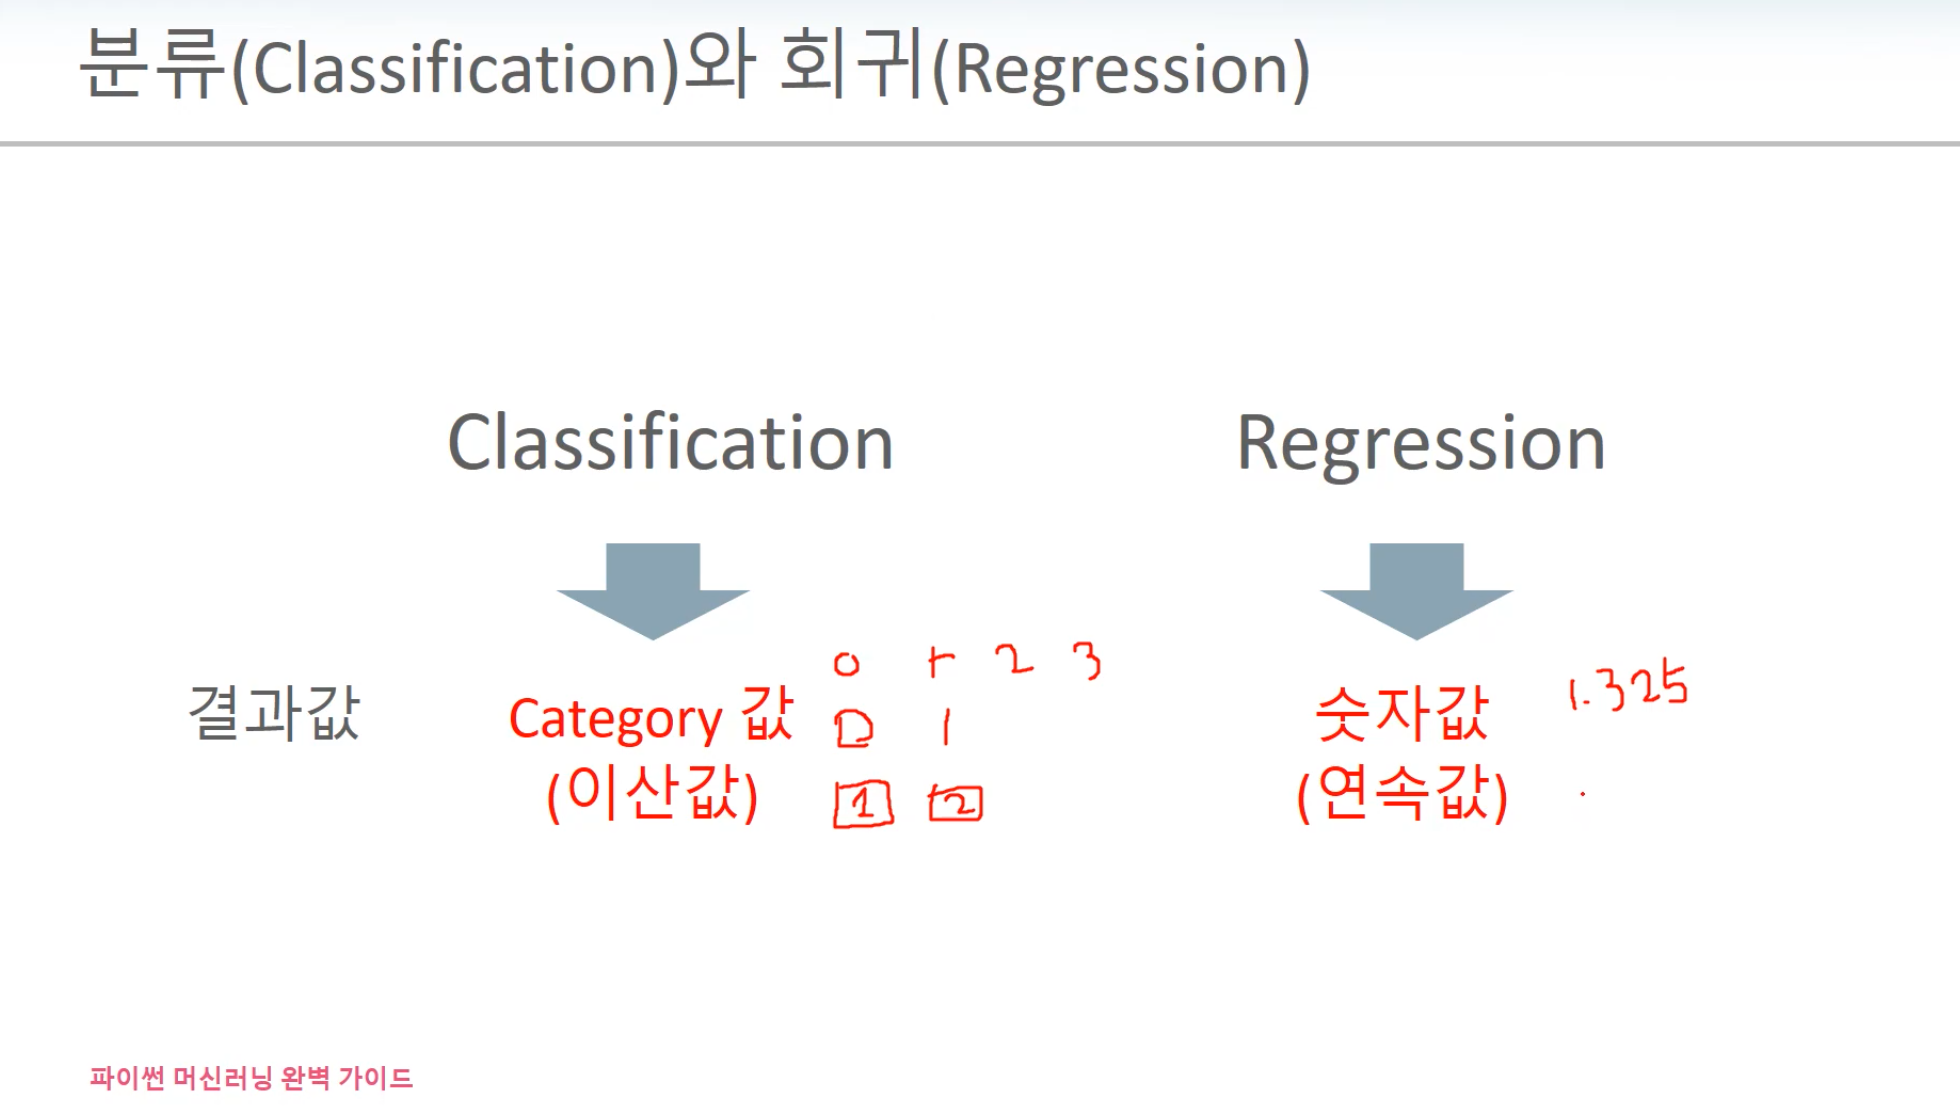 분류(Classification)와 회귀(Regression)
Classification
Regression
0 1 2 3
결과값
Category 값
0 1
숫자값
1.325
(이산값)
1 2
(연속값)
파이썬 머신러닝 완벽 가이드